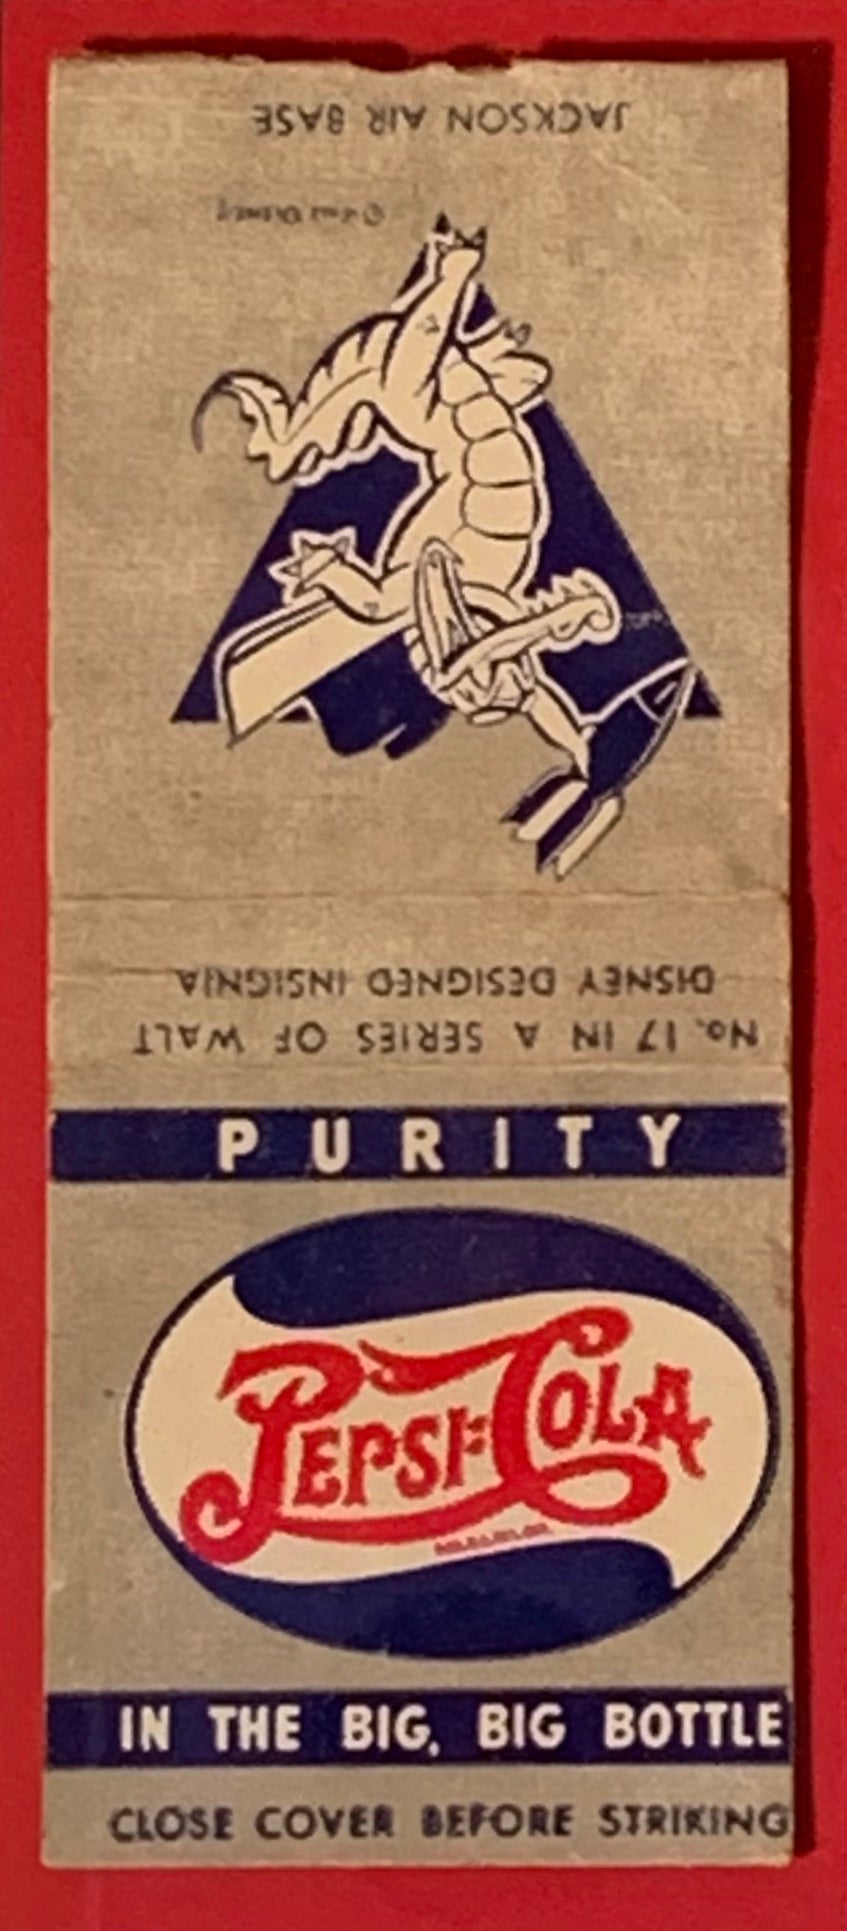 JACKSON AIR BASE
DISNEY
No. 17 IN A SERIES OF WALT
DISNEY DESIGNED INSIGNIA
PURITY
PEPSI-COLA
IN THE BIG, BIG BOTTLE
CLOSE COVER BEFORE STRIKING